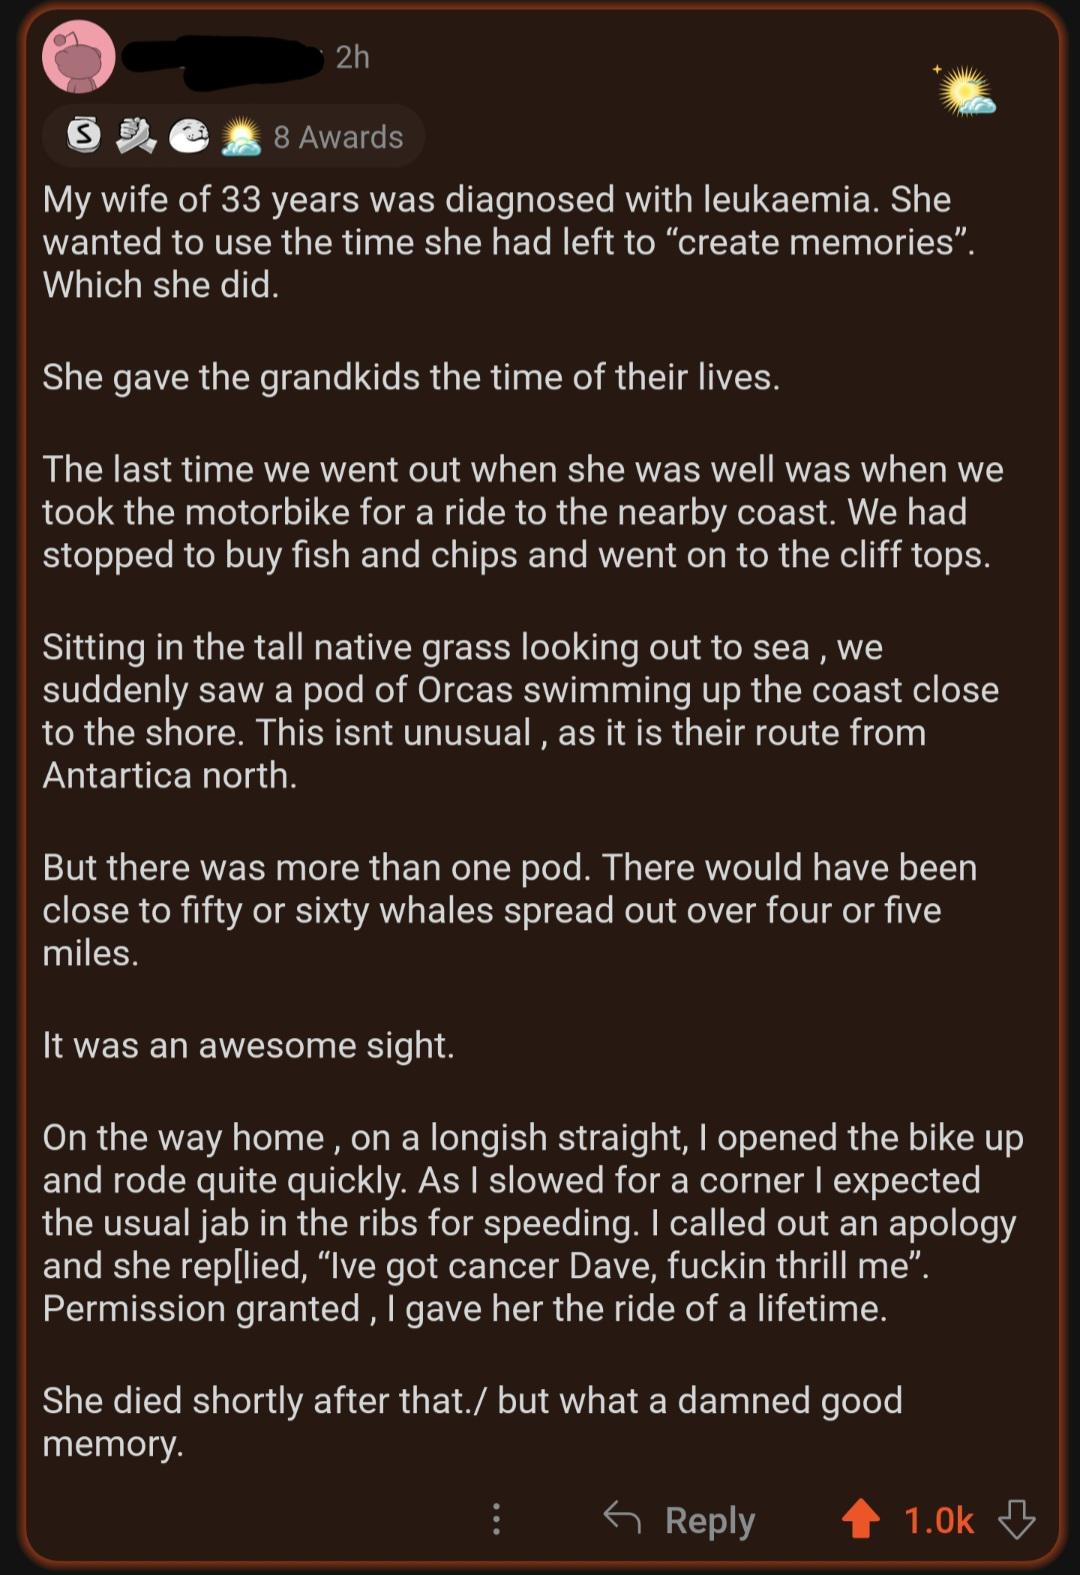 2h
S
8 Awards
My wife of 33 years was diagnosed with leukaemia. She
wanted to use the time she had left to “create memories”.
Which she did.
She gave the grandkids the time of their lives.
The last time we went out when she was well was when we
took the motorbike for a ride to the nearby coast. We had
stopped to buy fish and chips and went on to the cliff tops.
Sitting in the tall native grass looking out to sea , we
suddenly saw a pod of Orcas swimming up the coast close
to the shore. This isnt unusual , as it is their route from
Antartica north.
But there was more than one pod. There would have been
close to fifty or sixty whales spread out over four or five
miles.
It was an awesome sight.
On the way home , on a longish straight, I opened the bike up
and rode quite quickly. As I slowed for a corner I expected
the usual jab in the ribs for speeding. I called out an apology
and she rep[lied, “Ive got cancer Dave, fuckin thrill me”.
Permission granted , I gave her the ride of a lifetime.
She died shortly after that./ but what a damned good
memory.
Reply
1.0k